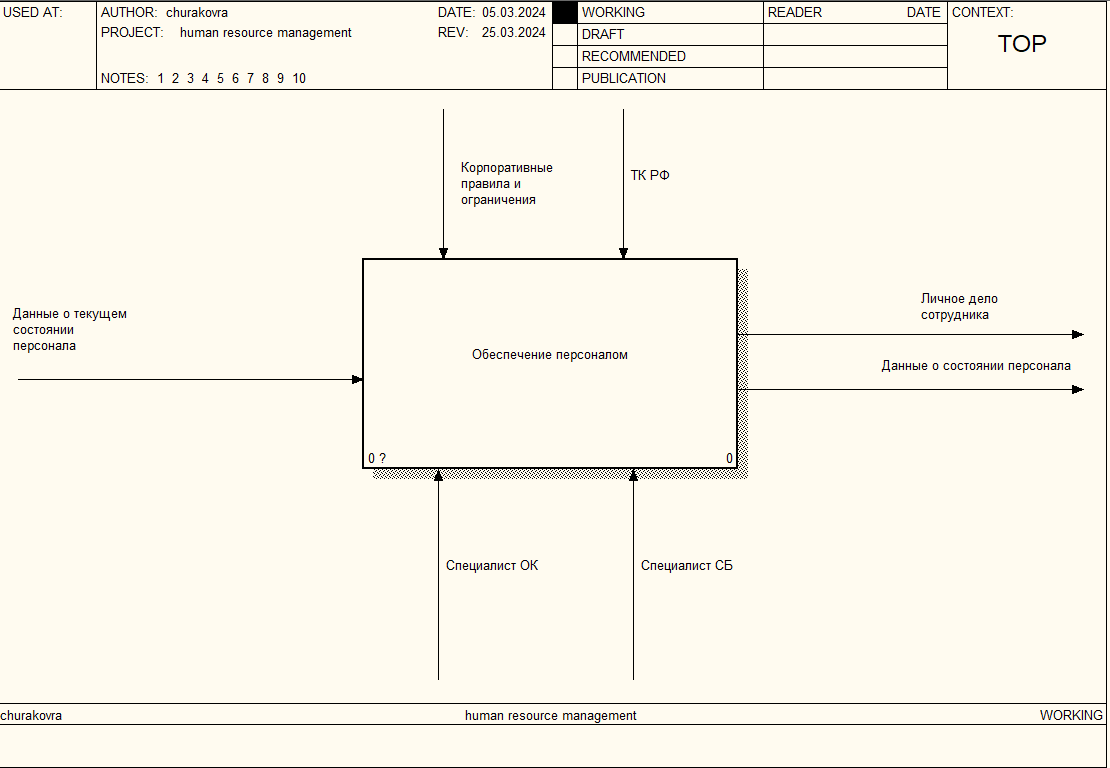 USED AT:
AUTHOR: churakovra
DATE: 05.03.2024
PROJECT: human resource management
REV: 25.03.2024
NOTES: 1 2 3 4 5 6 7 8 9 10
WORKING
DRAFT
RECOMMENDED
PUBLICATION
READER DATE
CONTEXT:
TOP
Корпоративные
правила и
ограничения
ТК РФ
Данные о текущем
состоянии
персонала
Обеспечение персоналом
0 ?
0
Личное дело
сотрудника
Данные о состоянии персонала
Специалист ОК
Специалист СБ
churakovra
human resource management
WORKING